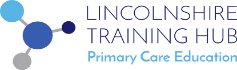 LINCOLNSHIRE
TRAINING HUB
Primary Care Education